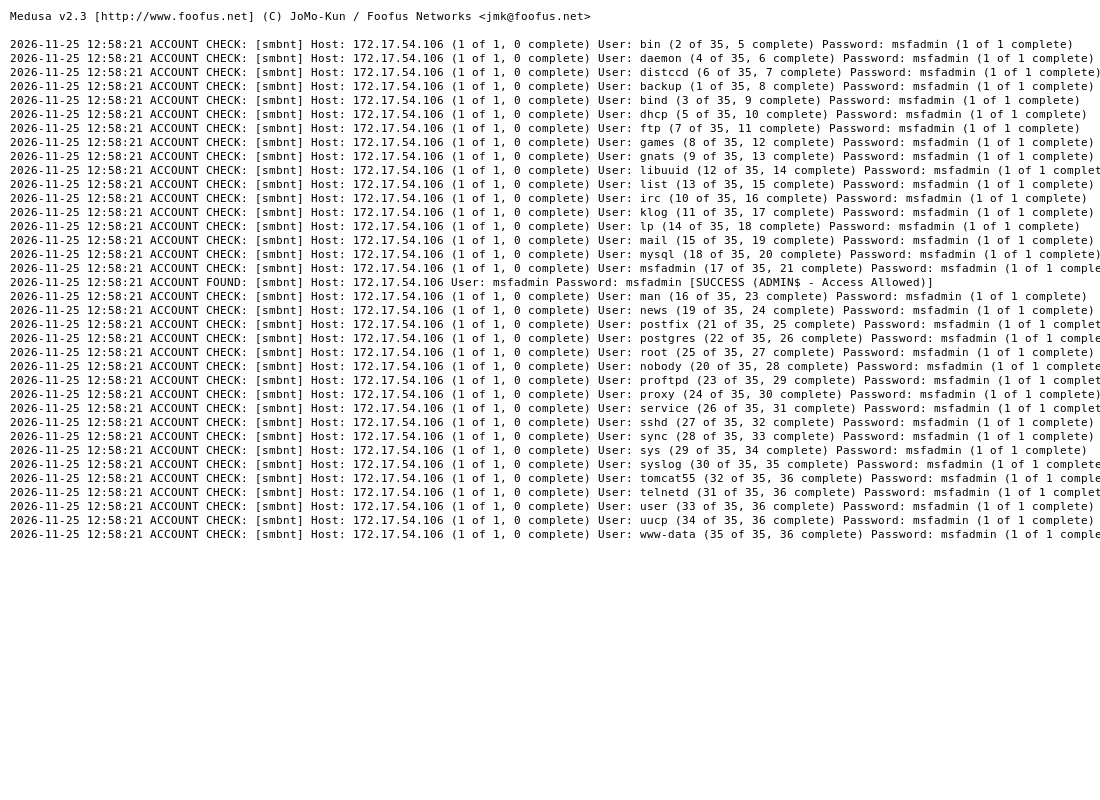 Medusa v2.3 [http://www.foofus.net] (C) JoMo-Kun / Foofus Networks <jmk@foofus.net>
2026-11-25 12:58:21 ACCOUNT CHECK: [smbnt] Host: 172.17.54.106 (1 of 1, 0 complete) User: bin (2 of 35, 5 complete) Password: msfadmin (1 of 1 complete)
2026-11-25 12:58:21 ACCOUNT CHECK: [smbnt] Host: 172.17.54.106 (1 of 1, 0 complete) User: daemon (4 of 35, 6 complete) Password: msfadmin (1 of 1 complete)
2026-11-25 12:58:21 ACCOUNT CHECK: [smbnt] Host: 172.17.54.106 (1 of 1, 0 complete) User: distccd (6 of 35, 7 complete) Password: msfadmin (1 of 1 complete)
2026-11-25 12:58:21 ACCOUNT CHECK: [smbnt] Host: 172.17.54.106 (1 of 1, 0 complete) User: backup (1 of 35, 8 complete) Password: msfadmin (1 of 1 complete)
2026-11-25 12:58:21 ACCOUNT CHECK: [smbnt] Host: 172.17.54.106 (1 of 1, 0 complete) User: bind (3 of 35, 9 complete) Password: msfadmin (1 of 1 complete)
2026-11-25 12:58:21 ACCOUNT CHECK: [smbnt] Host: 172.17.54.106 (1 of 1, 0 complete) User: dhcp (5 of 35, 10 complete) Password: msfadmin (1 of 1 complete)
2026-11-25 12:58:21 ACCOUNT CHECK: [smbnt] Host: 172.17.54.106 (1 of 1, 0 complete) User: ftp (7 of 35, 11 complete) Password: msfadmin (1 of 1 complete)
2026-11-25 12:58:21 ACCOUNT CHECK: [smbnt] Host: 172.17.54.106 (1 of 1, 0 complete) User: games (8 of 35, 12 complete) Password: msfadmin (1 of 1 complete)
2026-11-25 12:58:21 ACCOUNT CHECK: [smbnt] Host: 172.17.54.106 (1 of 1, 0 complete) User: gnats (9 of 35, 13 complete) Password: msfadmin (1 of 1 complete)
2026-11-25 12:58:21 ACCOUNT CHECK: [smbnt] Host: 172.17.54.106 (1 of 1, 0 complete) User: libuuid (12 of 35, 14 complete) Password: msfadmin (1 of 1 complet
2026-11-25 12:58:21 ACCOUNT CHECK: [smbnt] Host: 172.17.54.106 (1 of 1, 0 complete) User: list (13 of 35, 15 complete) Password: msfadmin (1 of 1 complete)
2026-11-25 12:58:21 ACCOUNT CHECK: [smbnt] Host: 172.17.54.106 (1 of 1, 0 complete) User: irc (10 of 35, 16 complete) Password: msfadmin (1 of 1 complete)
2026-11-25 12:58:21 ACCOUNT CHECK: [smbnt] Host: 172.17.54.106 (1 of 1, 0 complete) User: klog (11 of 35, 17 complete) Password: msfadmin (1 of 1 complete)
2026-11-25 12:58:21 ACCOUNT CHECK: [smbnt] Host: 172.17.54.106 (1 of 1, 0 complete) User: lp (14 of 35, 18 complete) Password: msfadmin (1 of 1 complete)
2026-11-25 12:58:21 ACCOUNT CHECK: [smbnt] Host: 172.17.54.106 (1 of 1, 0 complete) User: mail (15 of 35, 19 complete) Password: msfadmin (1 of 1 complete)
2026-11-25 12:58:21 ACCOUNT CHECK: [smbnt] Host: 172.17.54.106 (1 of 1, 0 complete) User: mysql (18 of 35, 20 complete) Password: msfadmin (1 of 1 complete)
2026-11-25 12:58:21 ACCOUNT CHECK: [smbnt] Host: 172.17.54.106 (1 of 1, 0 complete) User: msfadmin (17 of 35, 21 complete) Password: msfadmin (1 of 1 comple
2026-11-25 12:58:21 ACCOUNT FOUND: [smbnt] Host: 172.17.54.106 User: msfadmin Password: msfadmin [SUCCESS (ADMIN$ - Access Allowed)]
2026-11-25 12:58:21 ACCOUNT CHECK: [smbnt] Host: 172.17.54.106 (1 of 1, 0 complete) User: man (16 of 35, 23 complete) Password: msfadmin (1 of 1 complete)
2026-11-25 12:58:21 ACCOUNT CHECK: [smbnt] Host: 172.17.54.106 (1 of 1, 0 complete) User: news (19 of 35, 24 complete) Password: msfadmin (1 of 1 complete)
2026-11-25 12:58:21 ACCOUNT CHECK: [smbnt] Host: 172.17.54.106 (1 of 1, 0 complete) User: postfix (21 of 35, 25 complete) Password: msfadmin (1 of 1 complet
2026-11-25 12:58:21 ACCOUNT CHECK: [smbnt] Host: 172.17.54.106 (1 of 1, 0 complete) User: postgres (22 of 35, 26 complete) Password: msfadmin (1 of 1 comple
2026-11-25 12:58:21 ACCOUNT CHECK: [smbnt] Host: 172.17.54.106 (1 of 1, 0 complete) User: root (25 of 35, 27 complete) Password: msfadmin (1 of 1 complete)
2026-11-25 12:58:21 ACCOUNT CHECK: [smbnt] Host: 172.17.54.106 (1 of 1, 0 complete) User: nobody (20 of 35, 28 complete) Password: msfadmin (1 of 1 complete
2026-11-25 12:58:21 ACCOUNT CHECK: [smbnt] Host: 172.17.54.106 (1 of 1, 0 complete) User: proftpd (23 of 35, 29 complete) Password: msfadmin (1 of 1 complet
2026-11-25 12:58:21 ACCOUNT CHECK: [smbnt] Host: 172.17.54.106 (1 of 1, 0 complete) User: proxy (24 of 35, 30 complete) Password: msfadmin (1 of 1 complete)
2026-11-25 12:58:21 ACCOUNT CHECK: [smbnt] Host: 172.17.54.106 (1 of 1, 0 complete) User: service (26 of 35, 31 complete) Password: msfadmin (1 of 1 complet
2026-11-25 12:58:21 ACCOUNT CHECK: [smbnt] Host: 172.17.54.106 (1 of 1, 0 complete) User: sshd (27 of 35, 32 complete) Password: msfadmin (1 of 1 complete)
2026-11-25 12:58:21 ACCOUNT CHECK: [smbnt] Host: 172.17.54.106 (1 of 1, 0 complete) User: sync (28 of 35, 33 complete) Password: msfadmin (1 of 1 complete)
2026-11-25 12:58:21 ACCOUNT CHECK: [smbnt] Host: 172.17.54.106 (1 of 1, 0 complete) User: sys (29 of 35, 34 complete) Password: msfadmin (1 of 1 complete)
2026-11-25 12:58:21 ACCOUNT CHECK: [smbnt] Host: 172.17.54.106 (1 of 1, 0 complete) User: syslog (30 of 35, 35 complete) Password: msfadmin (1 of 1 complete
2026-11-25 12:58:21 ACCOUNT CHECK: [smbnt] Host: 172.17.54.106 (1 of 1, 0 complete) User: tomcat55 (32 of 35, 36 complete) Password: msfadmin (1 of 1 comple
2026-11-25 12:58:21 ACCOUNT CHECK: [smbnt] Host: 172.17.54.106 (1 of 1, 0 complete) User: telnetd (31 of 35, 36 complete) Password: msfadmin (1 of 1 complet
2026-11-25 12:58:21 ACCOUNT CHECK: [smbnt] Host: 172.17.54.106 (1 of 1, 0 complete) User: user (33 of 35, 36 complete) Password: msfadmin (1 of 1 complete)
2026-11-25 12:58:21 ACCOUNT CHECK: [smbnt] Host: 172.17.54.106 (1 of 1, 0 complete) User: uucp (34 of 35, 36 complete) Password: msfadmin (1 of 1 complete)
2026-11-25 12:58:21 ACCOUNT CHECK: [smbnt] Host: 172.17.54.106 (1 of 1, 0 complete) User: www-data (35 of 35, 36 complete) Password: msfadmin (1 of 1 comple